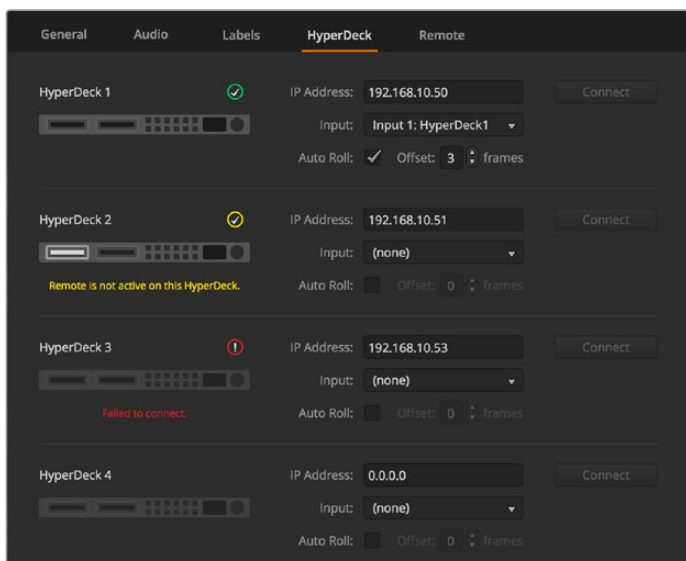 General Audio Labels HyperDeck Remote
HyperDeck 1 IP Address: 192.168.10.50 Connect
Input: Input 1: HyperDeck1
Auto Roll: Offset: 3 frames
HyperDeck 2 IP Address: 192.168.10.51 Connect
Input: (none)
Remote is not active on this HyperDeck. Auto Roll: Offset: 0 frames
HyperDeck 3 IP Address: 192.168.10.53 Connect
Input: (none)
Failed to connect. Auto Roll: Offset: 0 frames
HyperDeck 4 IP Address: 0.0.0.0 Connect
Input: (none)
Auto Roll: Offset: 0 frames